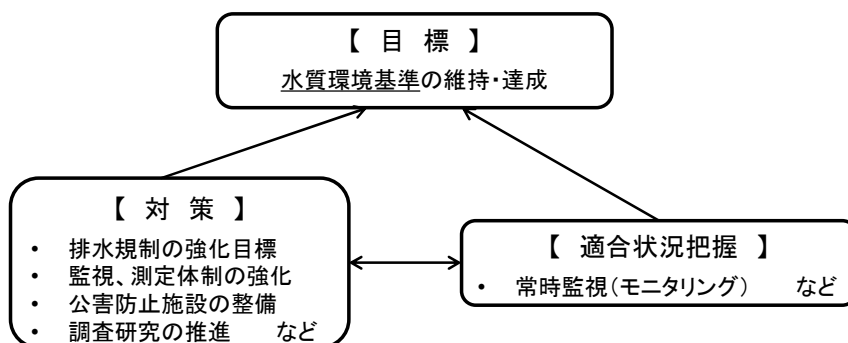 【 目 標 】
水質環境基準の維持・達成
【 対 策 】
・ 排水規制の強化目標
・ 監視、測定体制の強化
・ 公害防止施設の整備
・ 調査研究の推進 など
【 適合状況把握 】
・ 常時監視(モニタリング) など